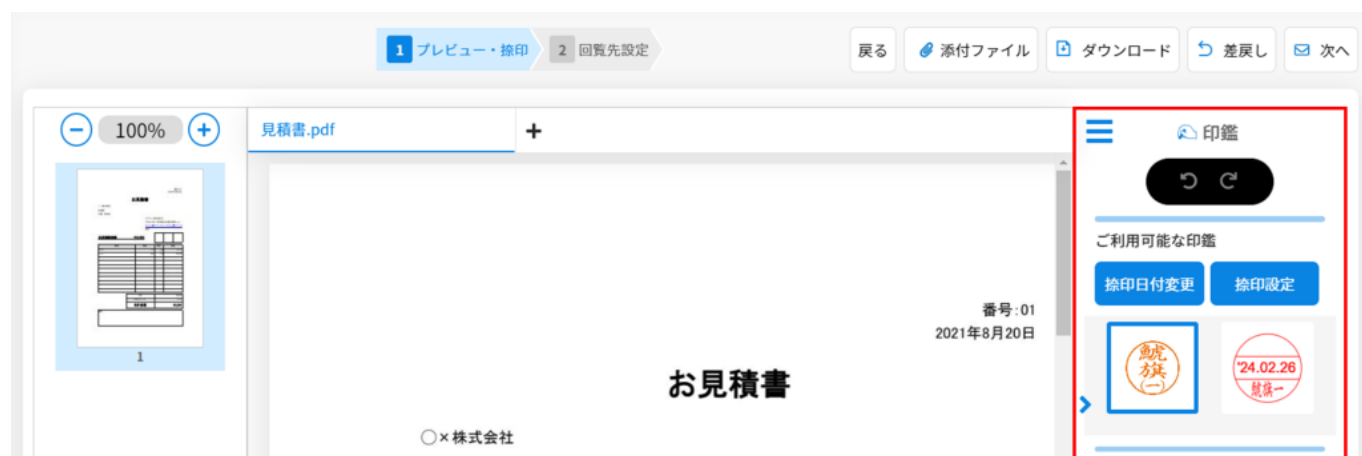 1 プレビュー・捺印 2 回覧先設定
戻る 添付ファイル ダウンロード 差戻し 次へ
100%
見積書.pdf +
印鑑
ご利用可能な印鑑
捺印日付変更 捺印設定
番号:01
2021年8月20日
お見積書
○×株式会社
1
'24.02.26